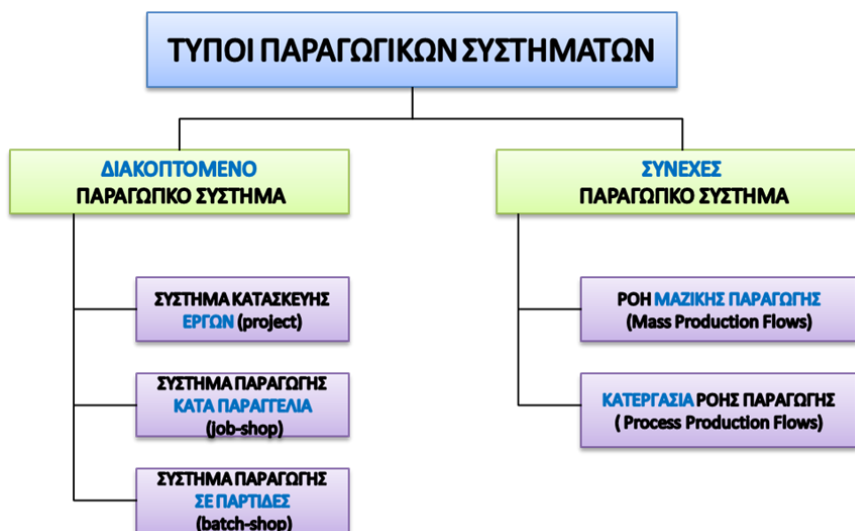 ΤΥΠΟΙ ΠΑΡΑΓΩΓΙΚΩΝ ΣΥΣΤΗΜΑΤΩΝ
ΔΙΑΚΟΠΤΟΜΕΝΟ
ΠΑΡΑΓΩΓΙΚΟ ΣΥΣΤΗΜΑ
ΣΥΣΤΗΜΑ ΚΑΤΑΣΚΕΥΗΣ
ΕΡΓΩΝ (project)
ΣΥΣΤΗΜΑ ΠΑΡΑΓΩΓΗΣ
ΚΑΤΑ ΠΑΡΑΓΓΕΛΙΑ
(job-shop)
ΣΥΣΤΗΜΑ ΠΑΡΑΓΩΓΗΣ
ΣΕ ΠΑΡΤΙΔΕΣ
(batch-shop)
ΣΥΝΕΧΕΣ
ΠΑΡΑΓΩΓΙΚΟ ΣΥΣΤΗΜΑ
ΡΟΗ ΜΑΖΙΚΗΣ ΠΑΡΑΓΩΓΗΣ
(Mass Production Flows)
ΚΑΤΕΡΓΑΣΙΑ ΡΟΗΣ ΠΑΡΑΓΩΓΗΣ
( Process Production Flows)